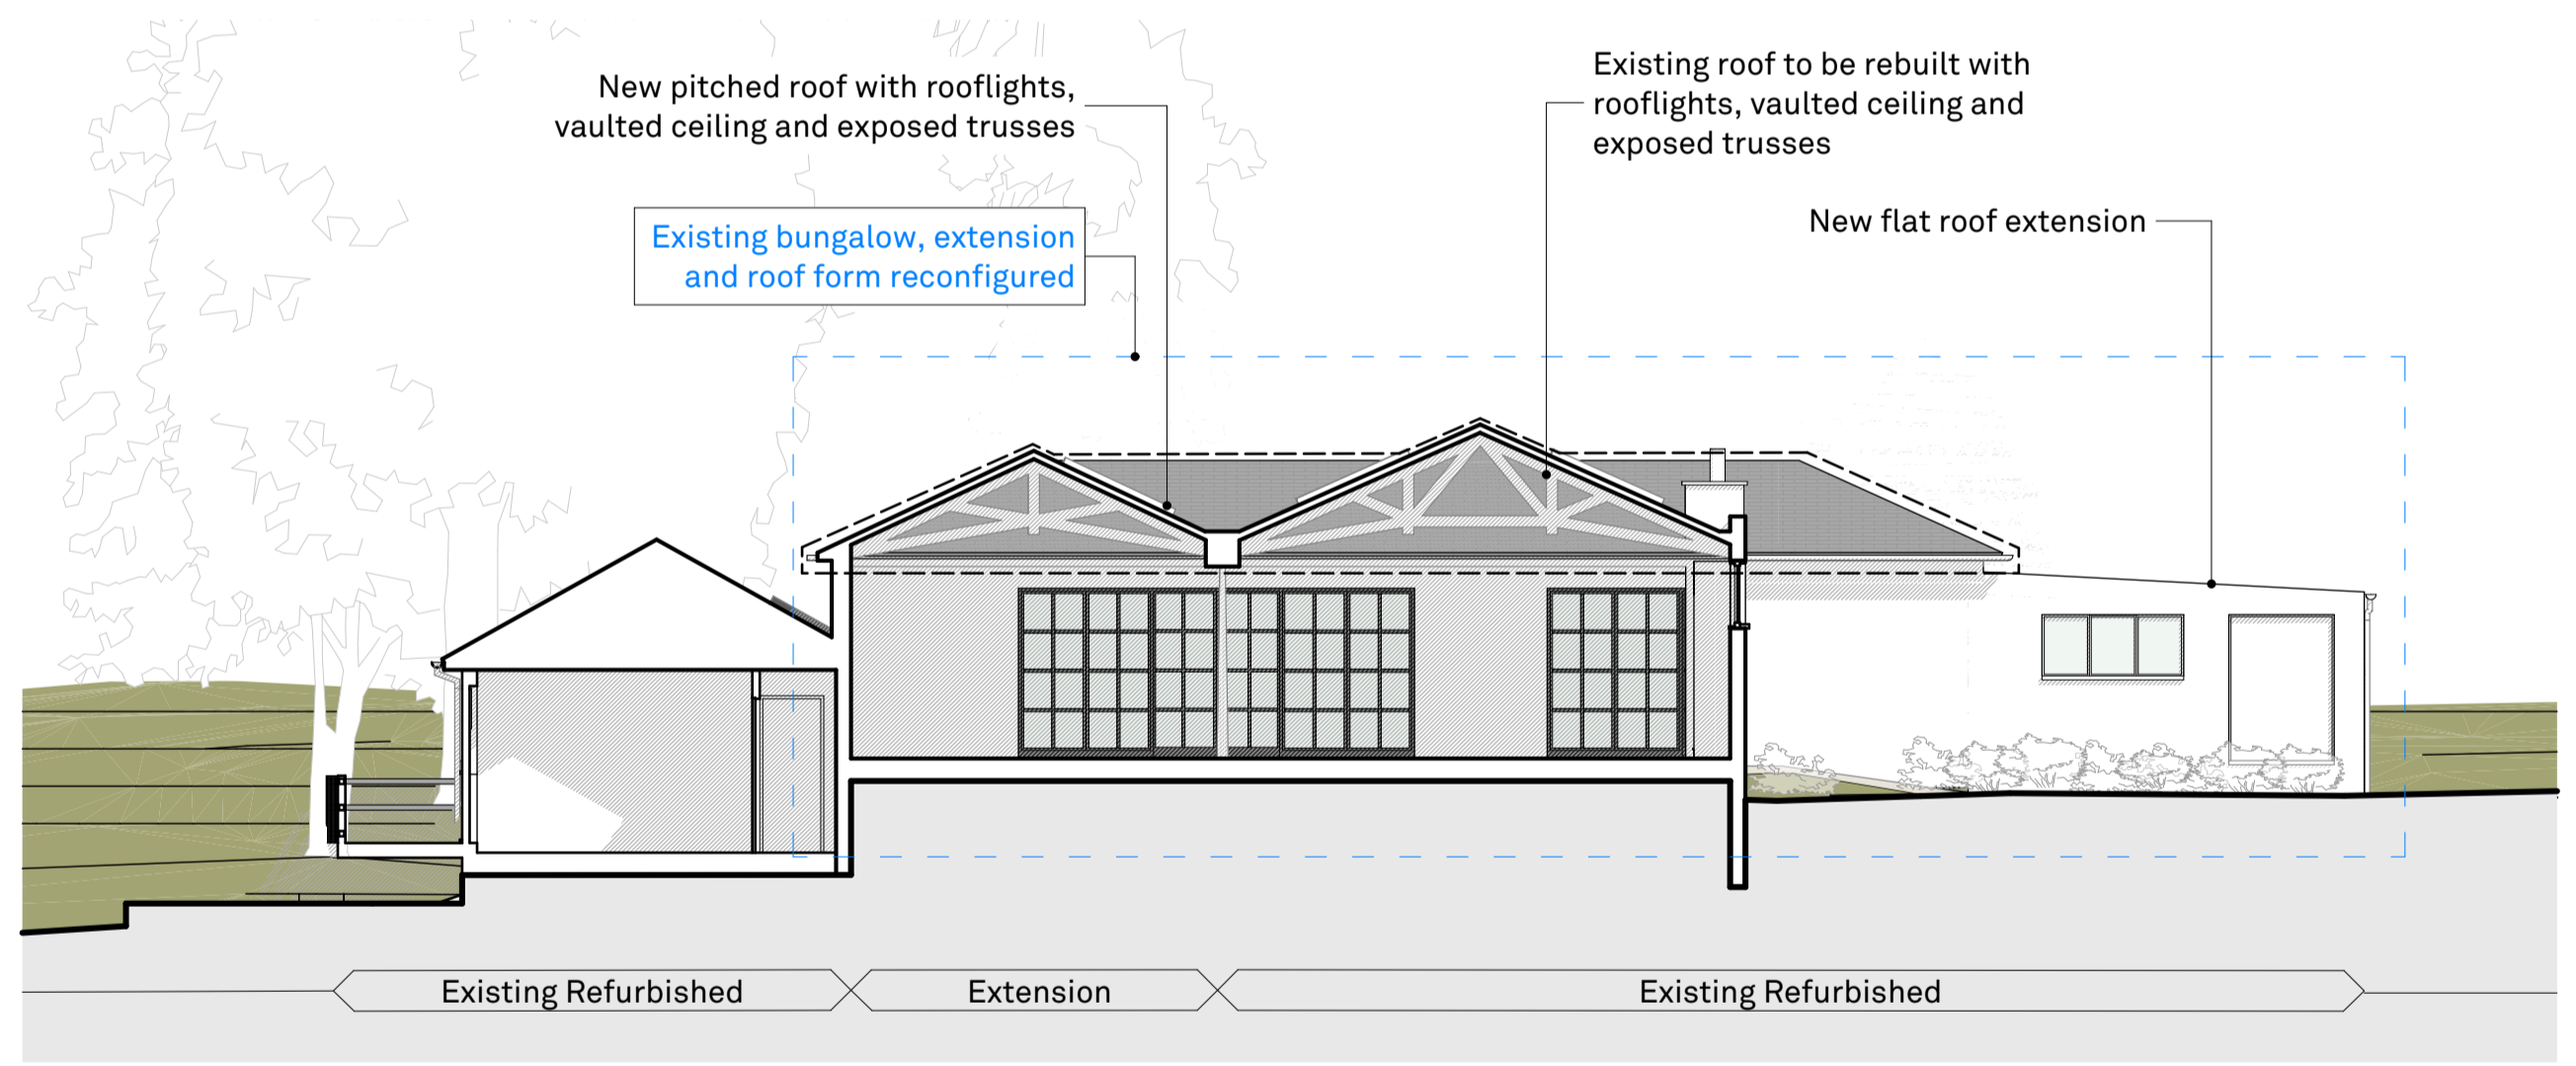 New pitched roof with rooflights,
vaulted ceiling and exposed trusses
Existing roof to be rebuilt with
rooflights, vaulted ceiling and
exposed trusses
Existing bungalow, extension
and roof form reconfigured
New flat roof extension
Existing Refurbished
Extension
Existing Refurbished